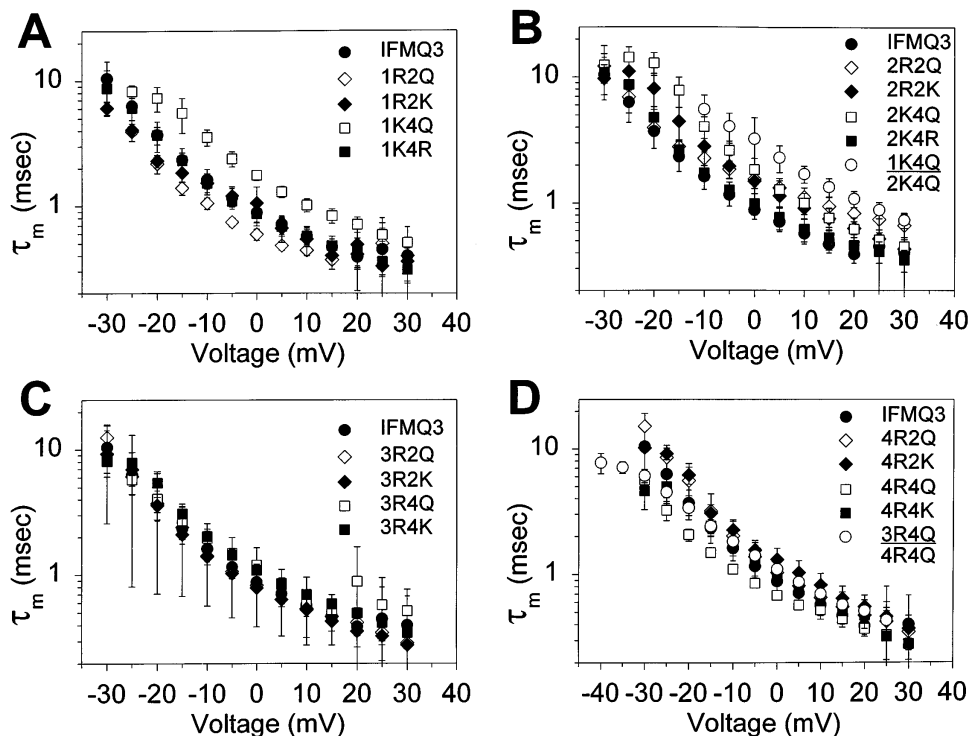 A
IFMQ3
1R2Q
1R2K
1K4Q
1K4R
10
1
τm (msec)
-30 -20 -10 0 10 20 30 40
Voltage (mV)
B
IFMQ3
2R2Q
2R2K
2K4Q
2K4R
1K4Q
2K4Q
10
1
τm (msec)
-30 -20 -10 0 10 20 30 40
Voltage (mV)
C
IFMQ3
3R2Q
3R2K
3R4Q
3R4K
10
1
τm (msec)
-30 -20 -10 0 10 20 30 40
Voltage (mV)
D
IFMQ3
4R2Q
4R2K
4R4Q
4R4K
3R4Q
4R4Q
10
1
τm (msec)
-40 -30 -20 -10 0 10 20 30 40
Voltage (mV)